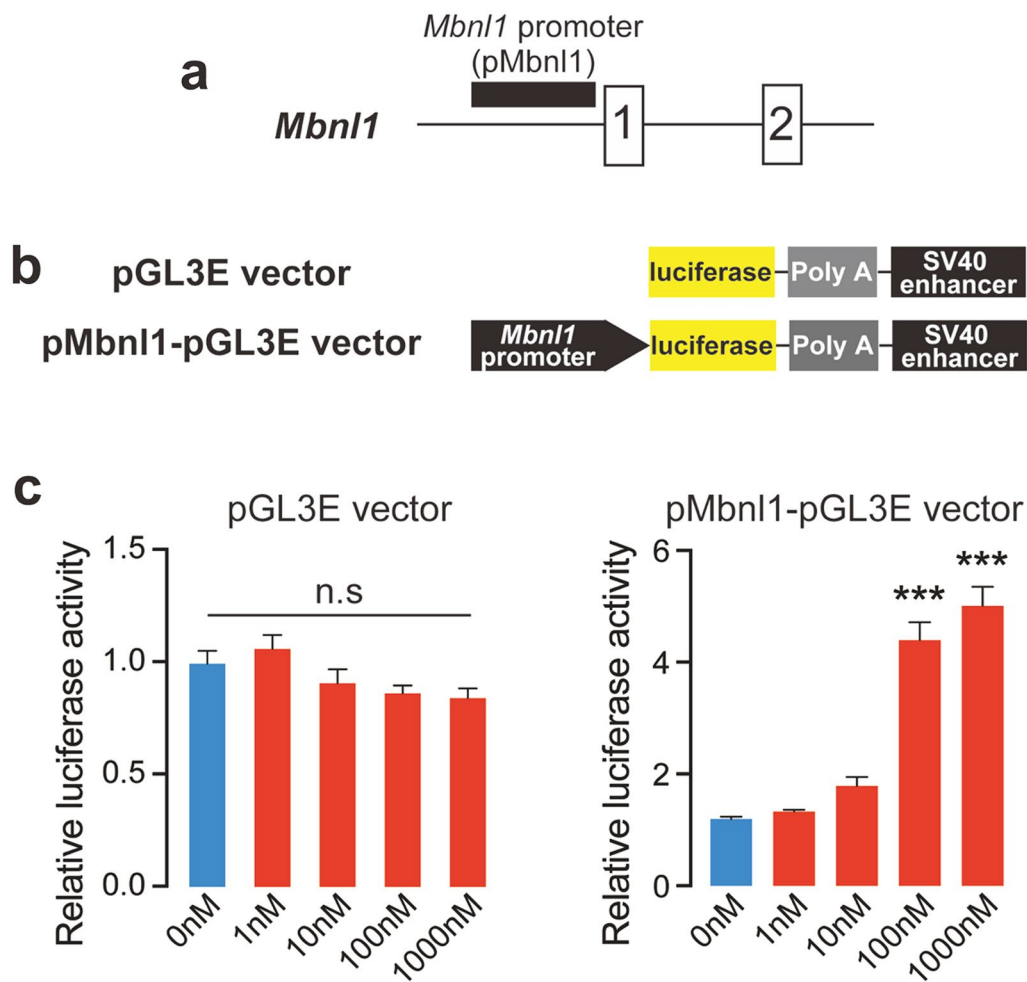 a
Mbnl1 promoter
(pMbnl1)
Mbnl1
1
2
b
pGL3E vector
luciferase
Poly A
SV40
enhancer
pMbnl1-pGL3E vector
Mbnl1
promoter
luciferase
Poly A
SV40
enhancer
c
pGL3E vector
Relative luciferase activity
1.5
1.0
0.5
0.0
n.s
0nM
1nM
10nM
100nM
1000nM
pMbnl1-pGL3E vector
Relative luciferase activity
6
4
2
0
***
***
0nM
1nM
10nM
100nM
1000nM